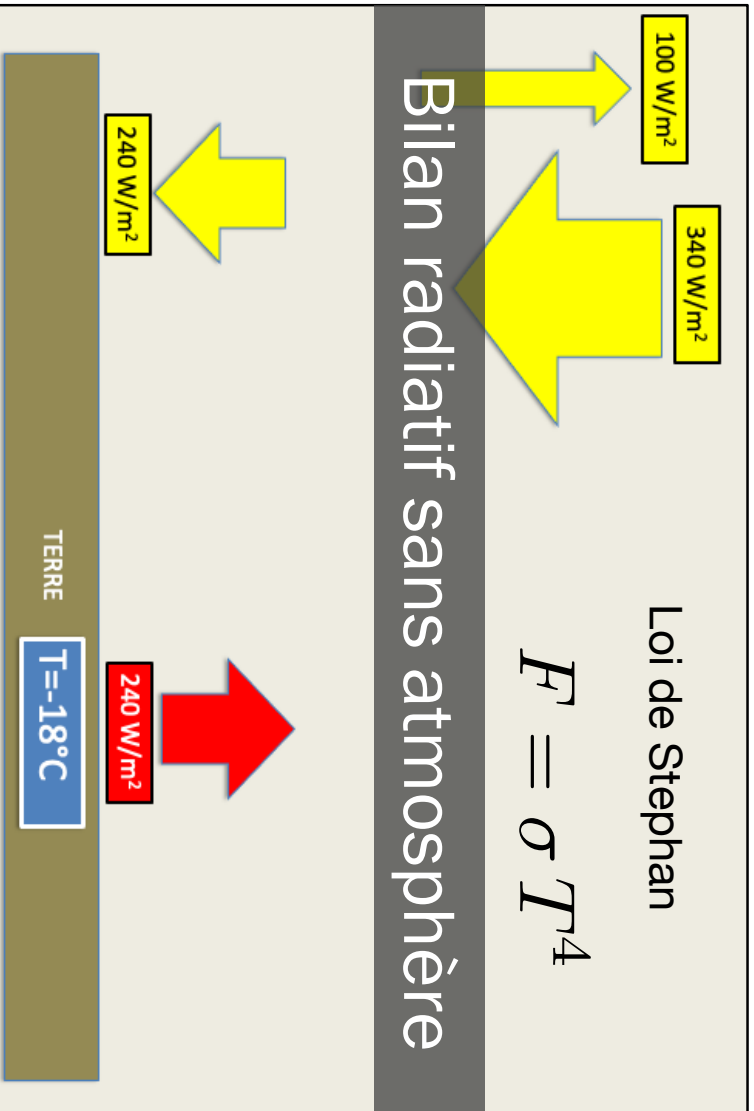 100 W/m²
340 W/m²
Loi de Stephan
F = σ T⁴
Bilan radiatif sans atmosphère
240 W/m²
240 W/m²
TERRE
T=-18°C